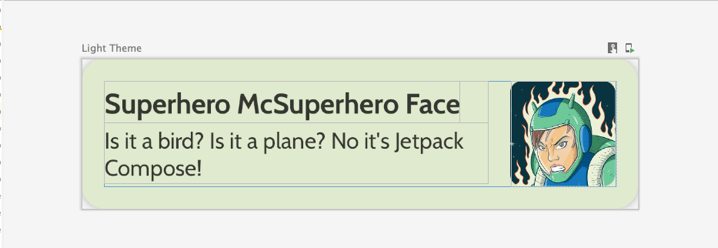 Light Theme
Superhero McSuperhero Face
Is it a bird? Is it a plane? No it's Jetpack
Compose!